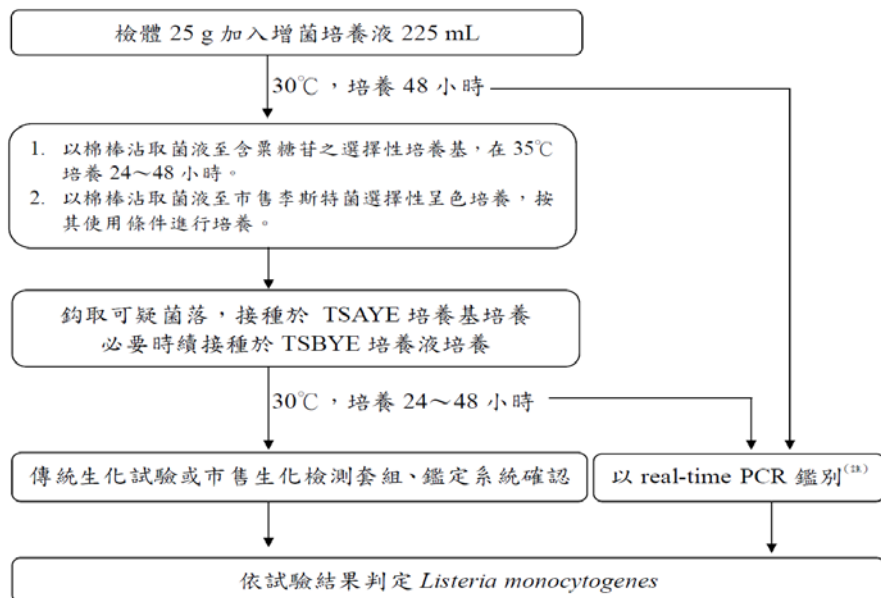 檢體 25 g 加入增菌培養液 225 mL
30℃，培養 48 小時
1. 以棉棒沾取菌液至含粟糖苷之選擇性培養基，在 35℃
培養 24～48 小時。
2. 以棉棒沾取菌液至市售李斯特菌選擇性呈色培養，按
其使用條件進行培養。
鈎取可疑菌落，接種於 TSAYE 培養基培養
必要時續接種於 TSBYE 培養液培養
30℃，培養 24～48 小時
傳統生化試驗或市售生化檢測套組、鑑定系統確認
以 real-time PCR 鑑別(註)
依試驗結果判定 Listeria monocytogenes